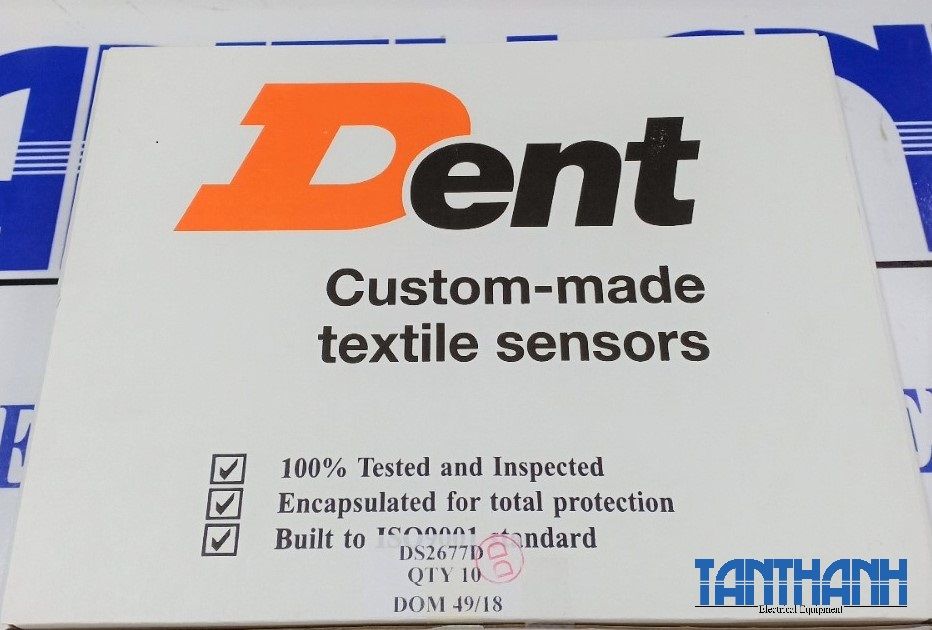 Dent
Custom-made
textile sensors
100% Tested and Inspected
Encapsulated for total protection
Built to ISO9001 standard
DS2677D
QTY 10
DOM 49/18
TANTHANH
Electrical Equipment